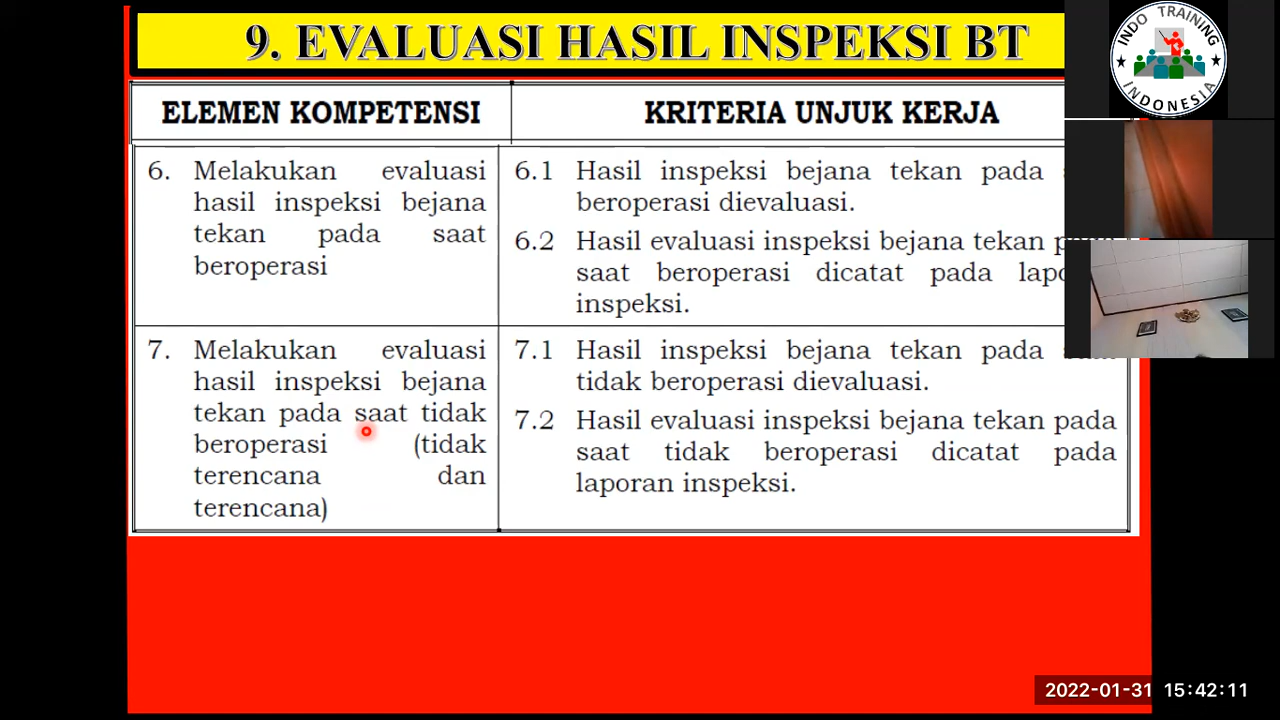 9. EVALUASI HASIL INSPEKSI BT
ELEMEN KOMPETENSI
KRITERIA UNJUK KERJA
6. Melakukan evaluasi
hasil inspeksi bejana
tekan pada saat
beroperasi
6.1 Hasil inspeksi bejana tekan pada
beroperasi dievaluasi.
6.2 Hasil evaluasi inspeksi bejana tekan
saat beroperasi dicatat pada
inspeksi.
7. Melakukan evaluasi
hasil inspeksi bejana
tekan pada saat tidak
beroperasi (tidak
terencana dan
terencana)
7.1 Hasil inspeksi bejana tekan pada
tidak beroperasi dievaluasi.
7.2 Hasil evaluasi inspeksi bejana tekan pada
saat tidak beroperasi dicatat pada
laporan inspeksi.
INDO TRAINING
INDONESIA
2022-01-31 15:42:11